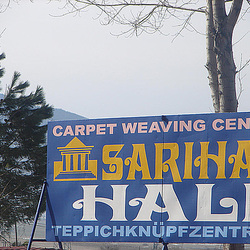 CARPET WEAVING CEN
SARIHA
HALI
TEPPICHKNÜPFZENTR